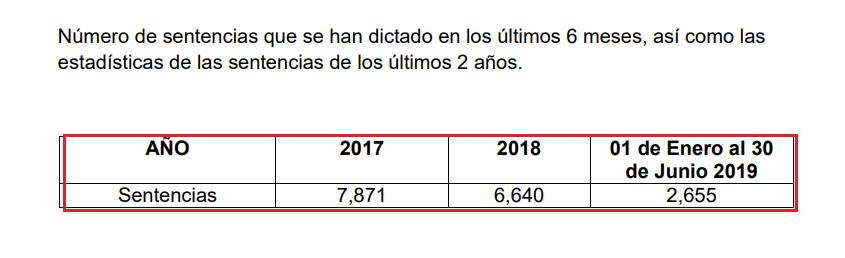 Número de sentencias que se han dictado en los últimos 6 meses, así como las
estadísticas de las sentencias de los últimos 2 años.
AÑO 2017 2018 01 de Enero al 30
de Junio 2019
Sentencias 7,871 6,640 2,655